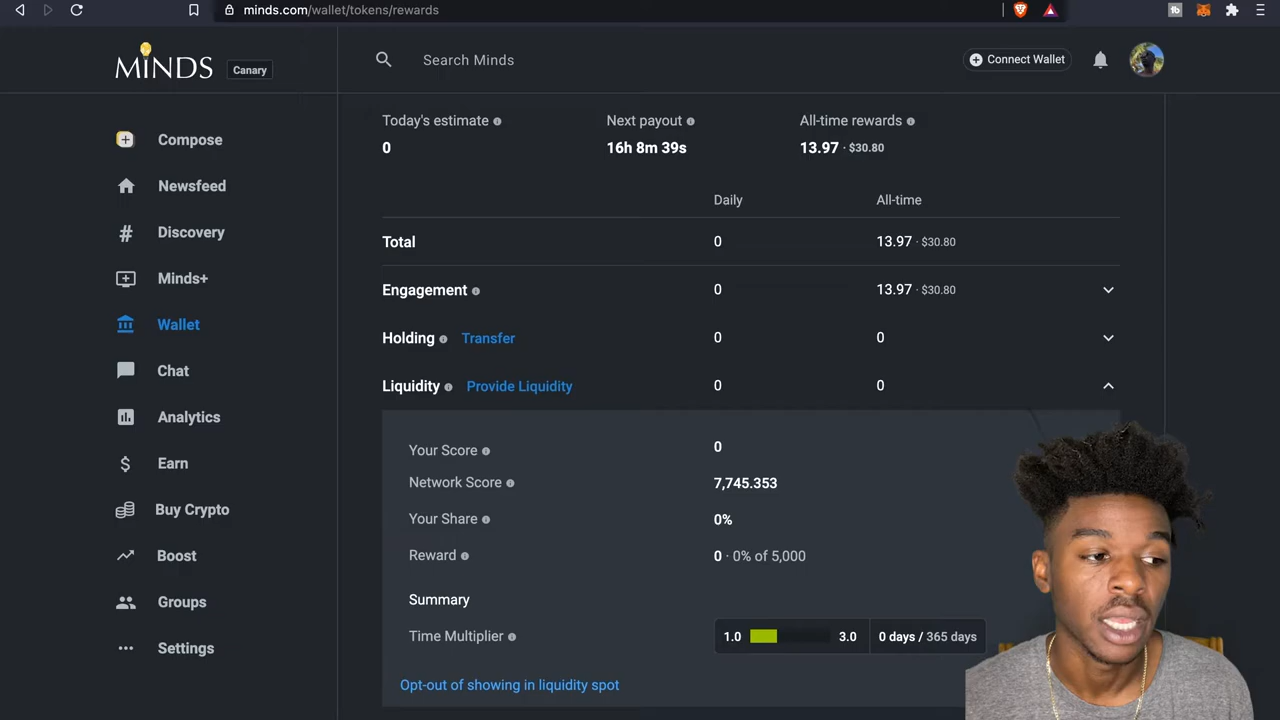 minds.com/wallet/tokens/rewards
MINDS Canary
Search Minds
Connect Wallet
Compose
Newsfeed
Discovery
Minds+
Wallet
Chat
Analytics
Earn
Buy Crypto
Boost
Groups
Settings
Today's estimate Next payout All-time rewards
0 16h 8m 39s 13.97 · $30.80
Daily All-time
Total 0 13.97 · $30.80
Engagement 0 13.97 · $30.80
Holding Transfer 0 0
Liquidity Provide Liquidity 0 0
Your Score 0
Network Score 7,745.353
Your Share 0%
Reward 0 · 0% of 5,000
Summary
Time Multiplier 1.0 3.0 0 days / 365 days
Opt-out of showing in liquidity spot